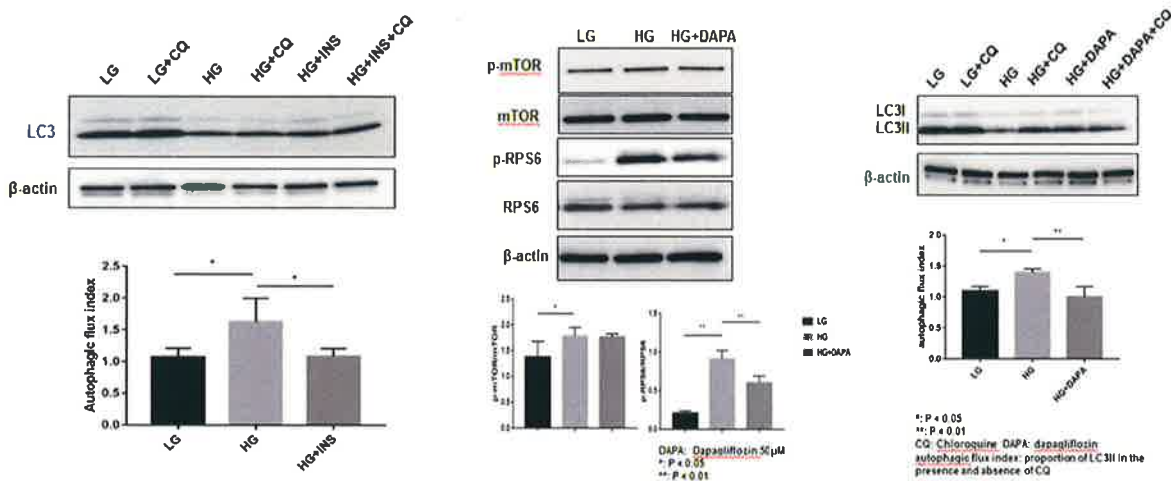 LG
LG+CQ
HG
HG+CQ
HG+INS
HG+INS+CQ
LC3
β-actin
Autophagic flux index
2.5
2.0
1.5
1.0
0.5
0.0
*
*
LG
HG
HG+INS
LG
HG
HG+DAPA
p-mTOR
mTOR
p-RPS6
RPS6
β-actin
p-mTOR/mTOR
*
p-RPS6/RPS6
**
**
LG
HG
HG+DAPA
DAPA: Dapagliflozin 50μM
*: P < 0.05
**: P < 0.01
LG
LG+CQ
HG
HG+CQ
HG+DAPA
HG+DAPA+CQ
LC3I
LC3II
β-actin
autophagic flux index
2.0
1.5
1.0
0.5
0.0
*
**
LG
HG
HG+DAPA
*: P < 0.05
**: P < 0.01
CQ: Chloroquine DAPA: dapagliflozin
autophagic flux index: proportion of LC3II in the
presence and absence of CQ